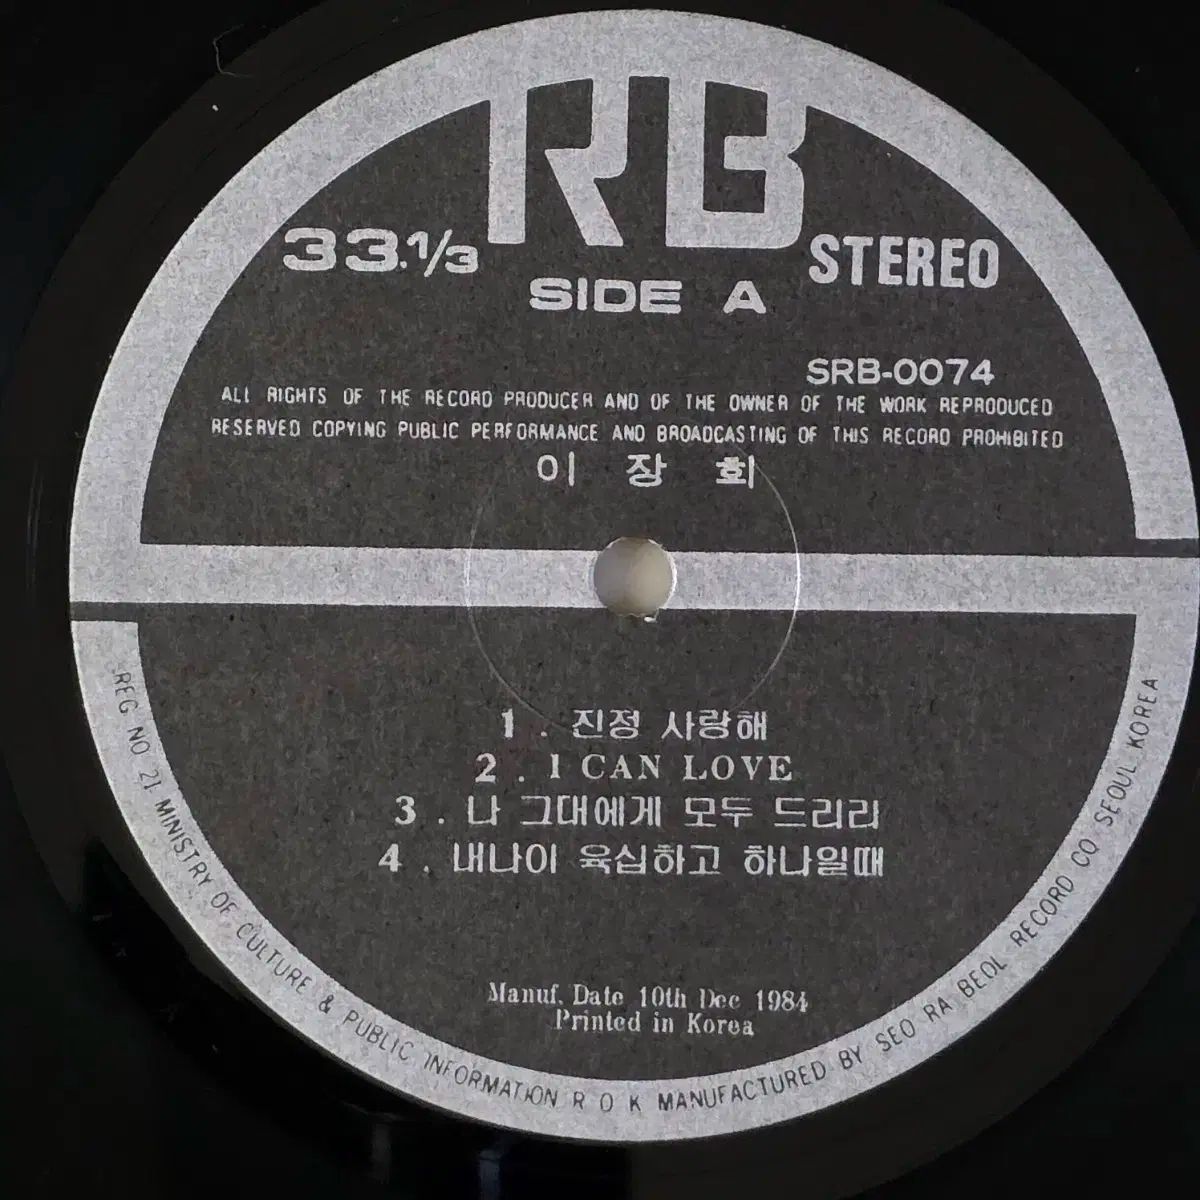 RB
33.⅓
STEREO
SIDE A
SRB-0074
ALL RIGHTS OF THE RECORD PRODUCER AND OF THE OWNER OF THE WORK REPRODUCED
RESERVED COPYING PUBLIC PERFORMANCE AND BROADCASTING OF THIS RECORD PROHIBITED
이 장 희
1 . 진정 사랑해
2 . I CAN LOVE
3 . 나 그대에게 모두 드리리
4 . 내나이 육십하고 하나일때
Manuf. Date 10th Dec 1984
Printed in Korea
REG NO 21 MINISTRY OF CULTURE & PUBLIC INFORMATION R O K MANUFACTURED BY SEO RA BEOL RECORD CO SEOUL KOREA